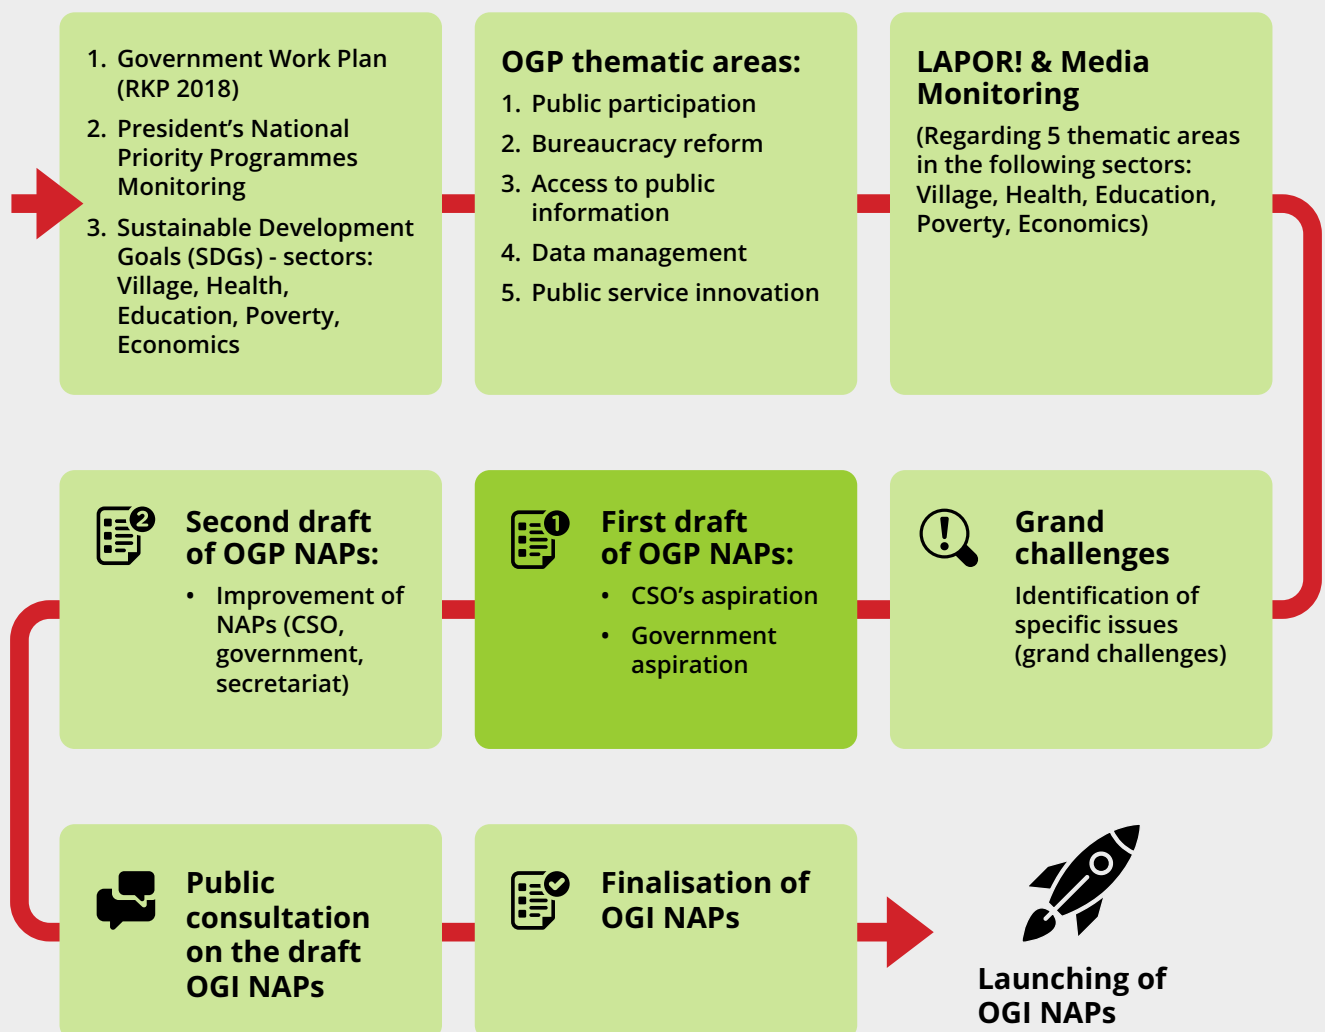 1. Government Work Plan
(RKP 2018)
2. President's National
Priority Programmes
Monitoring
3. Sustainable Development
Goals (SDGs) - sectors:
Village, Health,
Education, Poverty,
Economics
OGP thematic areas:
1. Public participation
2. Bureaucracy reform
3. Access to public
information
4. Data management
5. Public service innovation
LAPOR! & Media
Monitoring
(Regarding 5 thematic areas
in the following sectors:
Village, Health, Education,
Poverty, Economics)
Grand
challenges
Identification of
specific issues
(grand challenges)
1
First draft
of OGP NAPs:
• CSO's aspiration
• Government
aspiration
2
Second draft
of OGP NAPs:
• Improvement of
NAPs (CSO,
government,
secretariat)
Public
consultation
on the draft
OGI NAPs
Finalisation of
OGI NAPs
Launching of
OGI NAPs